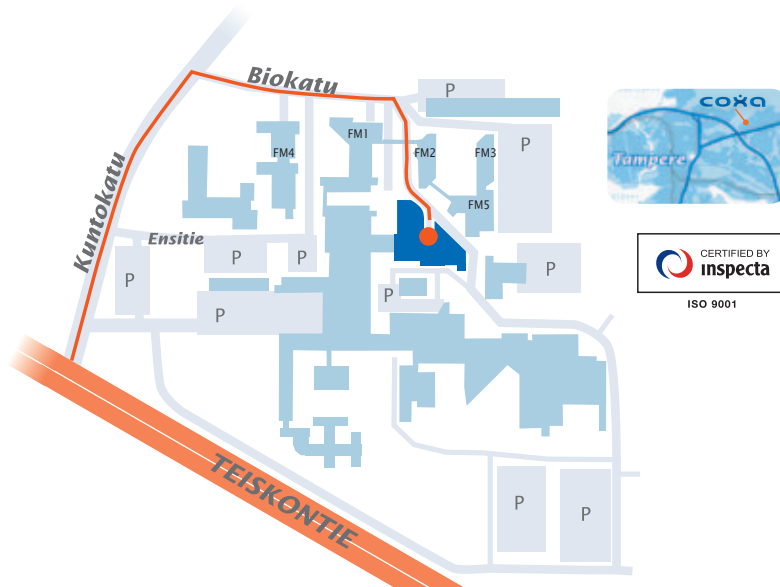 Biokatu
P
coxa
FM1
FM4
FM2
FM3
P
Tampere
Kuntokatu
FM5
Ensitie
P
P
P
P
P
P
CERTIFIED BY
inspecta
ISO 9001
TEISKONTIE
P
P